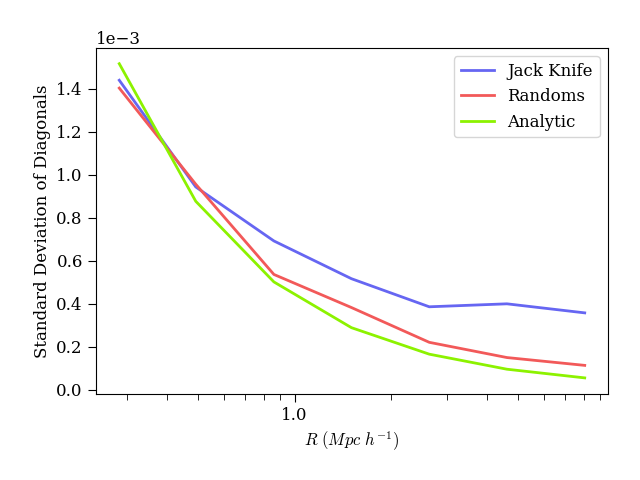 1e−3
Standard Deviation of Diagonals
1.4
1.2
1.0
0.8
0.6
0.4
0.2
0.0
Jack Knife
Randoms
Analytic
1.0
R (Mpc h⁻¹)